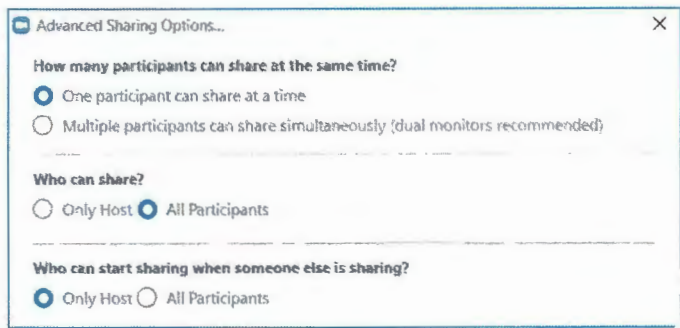 Advanced Sharing Options...
How many participants can share at the same time?
One participant can share at a time
Multiple participants can share simultaneously (dual monitors recommended)
Who can share?
Only Host All Participants
Who can start sharing when someone else is sharing?
Only Host All Participants